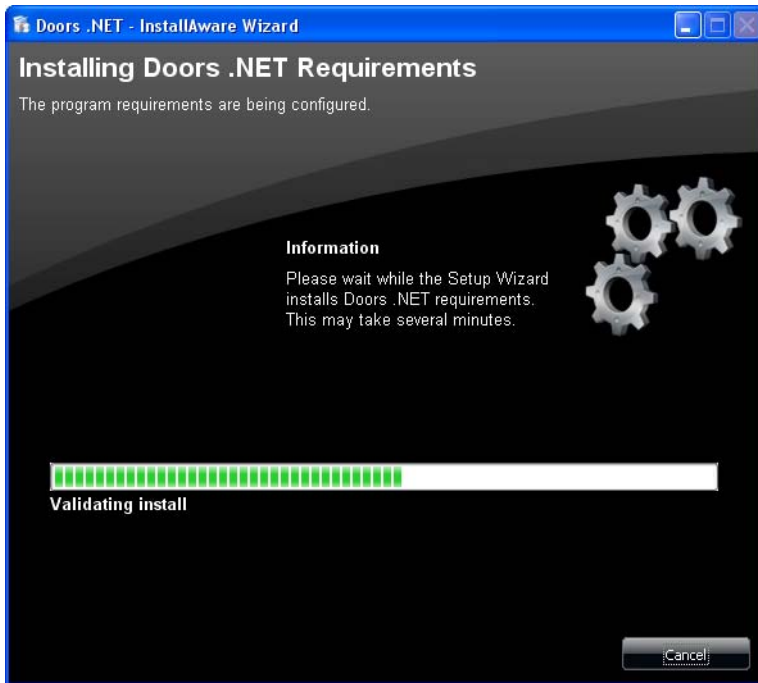 Doors .NET - InstallAware Wizard
Installing Doors .NET Requirements
The program requirements are being configured.
Information
Please wait while the Setup Wizard
installs Doors .NET requirements.
This may take several minutes.
Validating install
Cancel